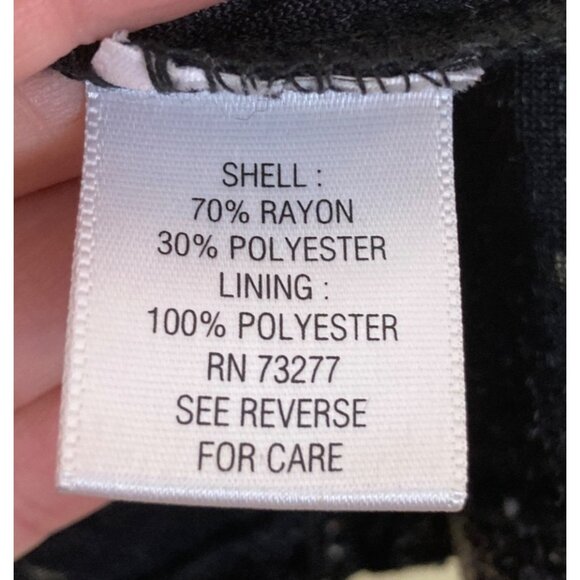 SHELL :
70% RAYON
30% POLYESTER
LINING :
100% POLYESTER
RN 73277
SEE REVERSE
FOR CARE